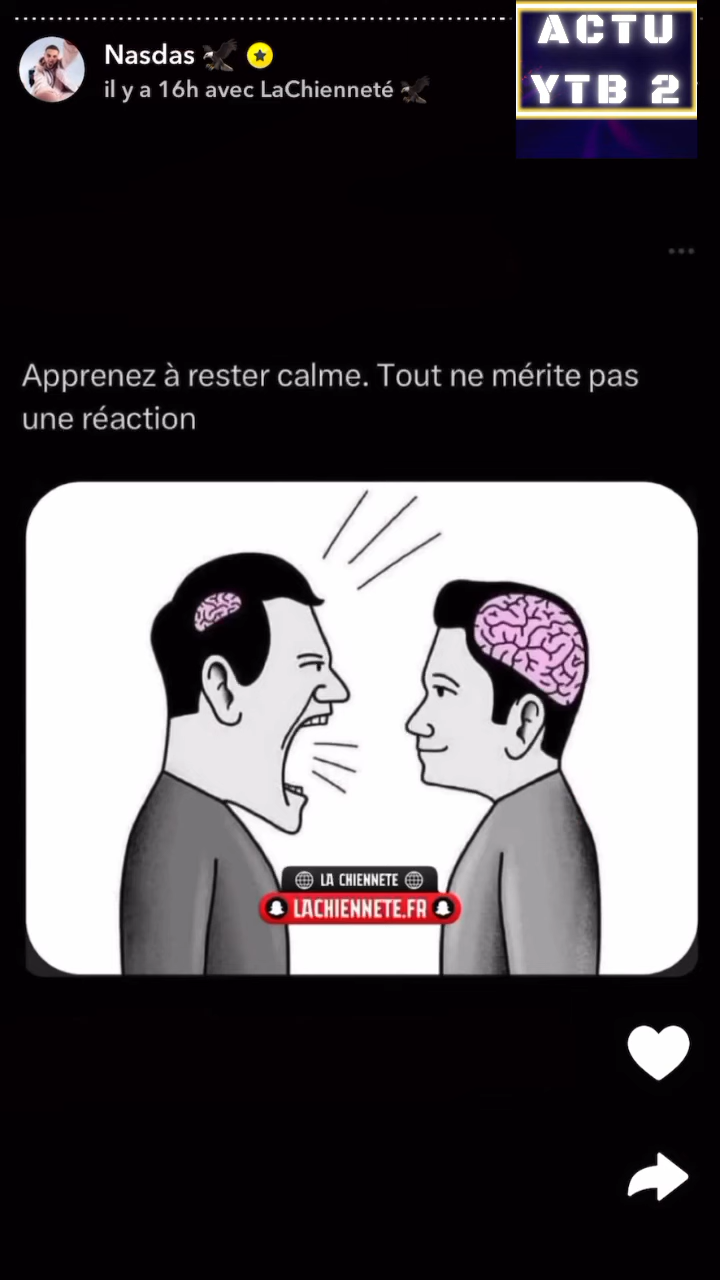 Nasdas
il y a 16h avec LaChienneté
ACTU
YTB 2
Apprenez à rester calme. Tout ne mérite pas
une réaction
LA CHIENNETE
LACHIENNETE.FR